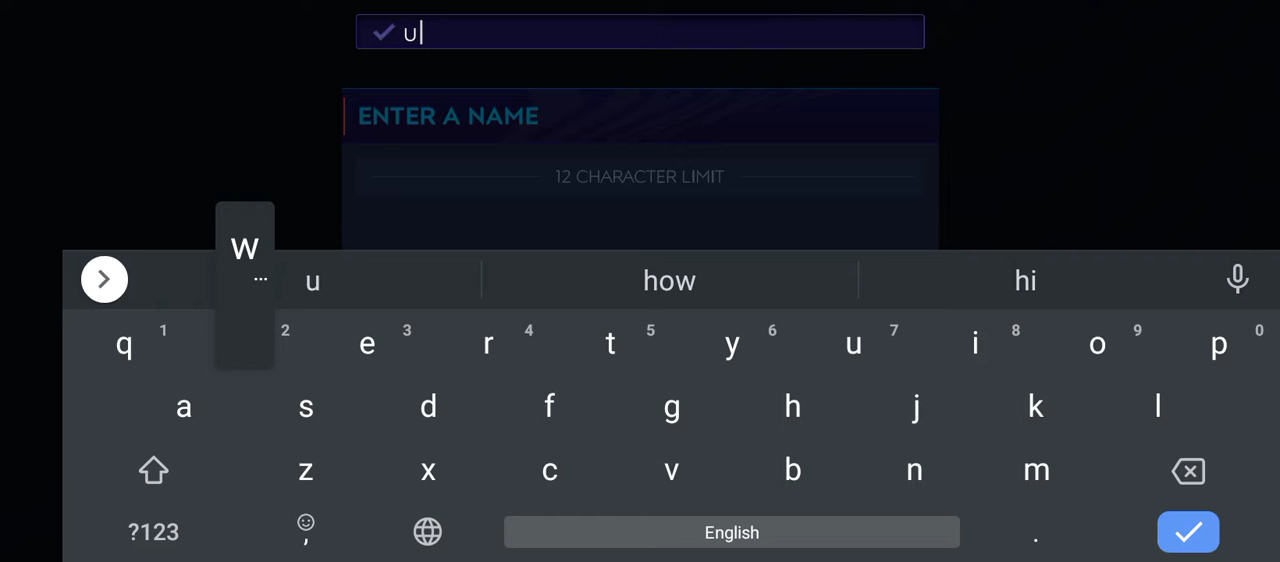 u
ENTER A NAME
12 CHARACTER LIMIT
w
... u how hi
q 1 2 e 3 r 4 t 5 y 6 u 7 i 8 o 9 p 0
a s d f g h j k l
z x c v b n m
?123 , English .